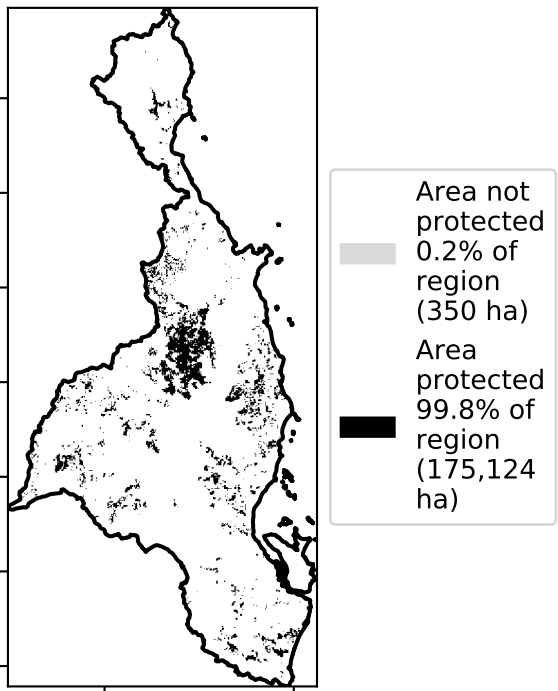 Area not
protected
0.2% of
region
(350 ha)
Area
protected
99.8% of
region
(175,124
ha)